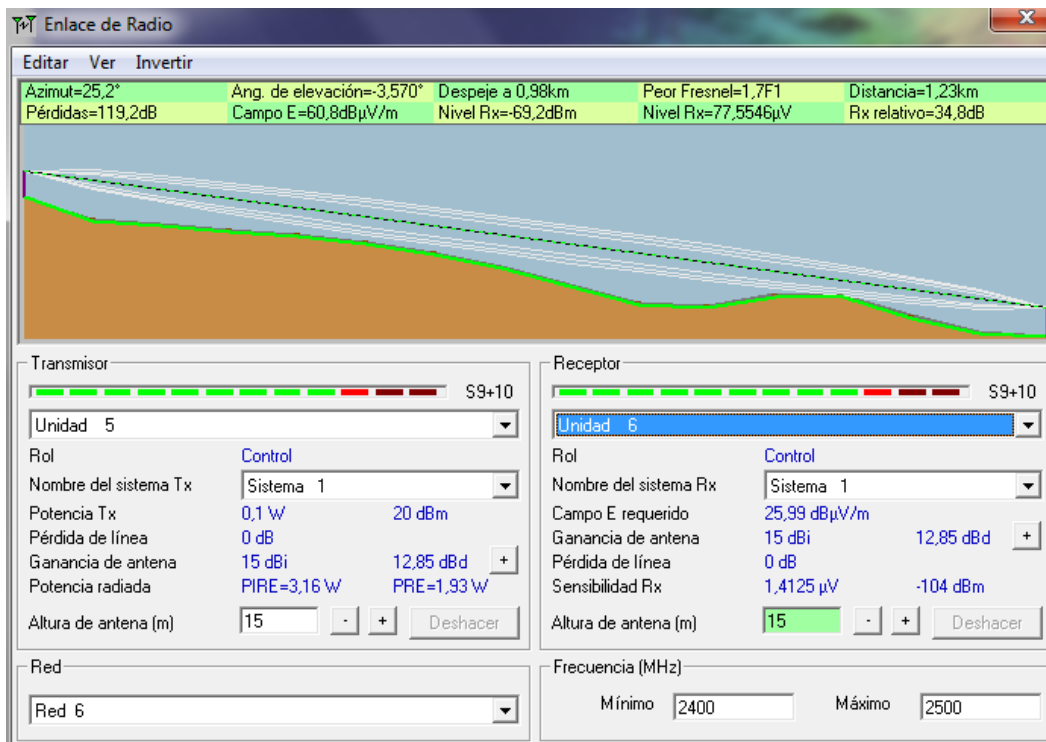 Enlace de Radio
Editar Ver Invertir
Azimut=25,2° Ang. de elevación=-3,570° Despeje a 0,98km Peor Fresnel=1,7F1 Distancia=1,23km
Pérdidas=119,2dB Campo E=60,8dBµV/m Nivel Rx=-69,2dBm Nivel Rx=77,5546µV Rx relativo=34,8dB
Transmisor
S9+10
Unidad 5
Rol Control
Nombre del sistema Tx Sistema 1
Potencia Tx 0,1 W 20 dBm
Pérdida de línea 0 dB
Ganancia de antena 15 dBi 12,85 dBd +
Potencia radiada PIRE=3,16 W PRE=1,93 W
Altura de antena (m) 15 - + Deshacer
Red
Red 6
Receptor
S9+10
Unidad 6
Rol Control
Nombre del sistema Rx Sistema 1
Campo E requerido 25,99 dBµV/m
Ganancia de antena 15 dBi 12,85 dBd +
Pérdida de línea 0 dB
Sensibilidad Rx 1,4125 µV -104 dBm
Altura de antena (m) 15 - + Deshacer
Frecuencia (MHz)
Mínimo 2400 Máximo 2500